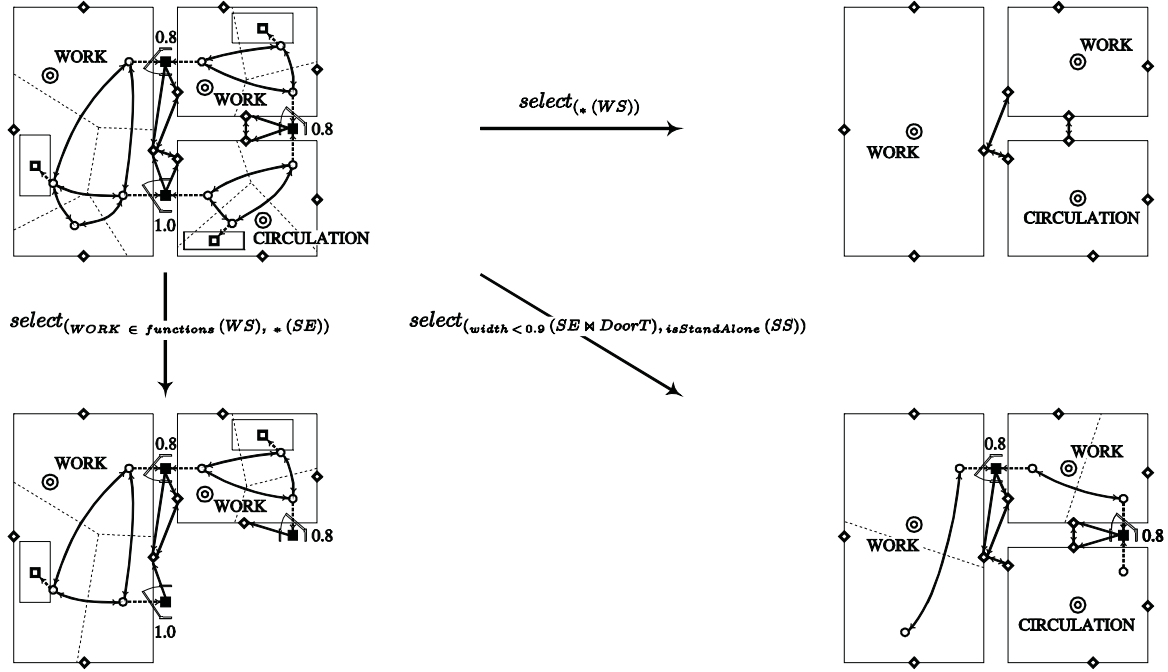 0.8
WORK
WORK
0.8
1.0
CIRCULATION
select(* (WS))
WORK
WORK
CIRCULATION
select(WORK ∈ functions (WS), * (SE))
select(width<0.9 (SE ⋈ DoorT), isStandAlone (SS))
0.8
WORK
WORK
0.8
1.0
0.8
WORK
WORK
0.8
CIRCULATION